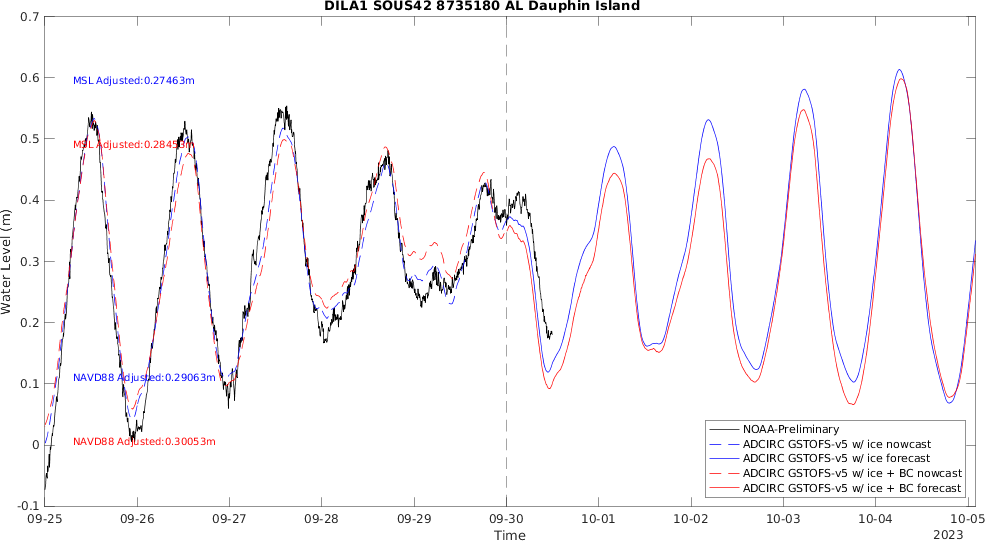 DILA1 SOUS42 8735180 AL Dauphin Island
0.7
0.6
0.5
0.4
0.3
0.2
0.1
0
-0.1
Water Level (m)
MSL Adjusted:0.27463m
MSL Adjusted:0.2845
NAVD88 Adjusted:0.29063m
NAVD88 Adjusted:0.30053m
NOAA-Preliminary
ADCIRC GSTOFS-v5 w/ ice nowcast
ADCIRC GSTOFS-v5 w/ ice forecast
ADCIRC GSTOFS-v5 w/ ice + BC nowcast
ADCIRC GSTOFS-v5 w/ ice + BC forecast
09-25 09-26 09-27 09-28 09-29 09-30 10-01 10-02 10-03 10-04 10-05
Time
2023